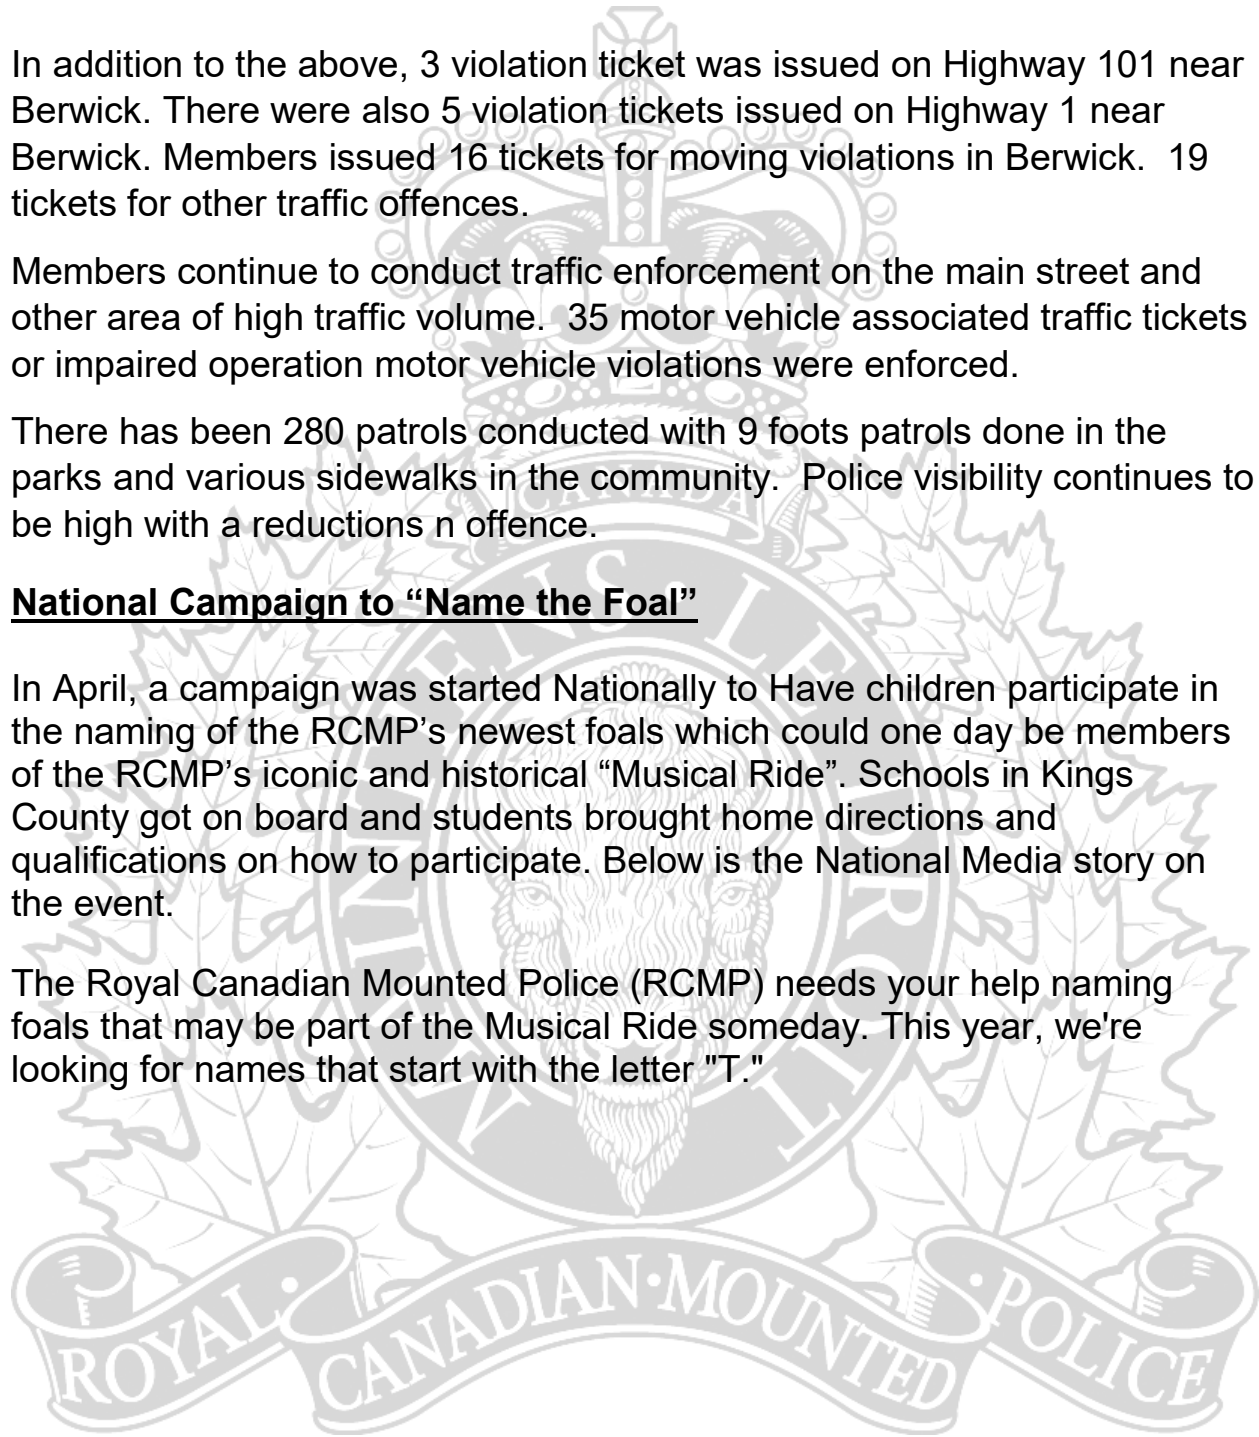 In addition to the above, 3 violation ticket was issued on Highway 101 near
Berwick. There were also 5 violation tickets issued on Highway 1 near
Berwick. Members issued 16 tickets for moving violations in Berwick.  19
tickets for other traffic offences.
Members continue to conduct traffic enforcement on the main street and
other area of high traffic volume.  35 motor vehicle associated traffic tickets
or impaired operation motor vehicle violations were enforced.
There has been 280 patrols conducted with 9 foots patrols done in the
parks and various sidewalks in the community.  Police visibility continues to
be high with a reductions n offence.
National Campaign to “Name the Foal”
In April, a campaign was started Nationally to Have children participate in
the naming of the RCMP’s newest foals which could one day be members
of the RCMP’s iconic and historical “Musical Ride”. Schools in Kings
County got on board and students brought home directions and
qualifications on how to participate. Below is the National Media story on
the event.
The Royal Canadian Mounted Police (RCMP) needs your help naming
foals that may be part of the Musical Ride someday. This year, we're
looking for names that start with the letter "T."
CANADA
MAINTIENS LE DROIT
ROYAL · CANADIAN · MOUNTED · POLICE